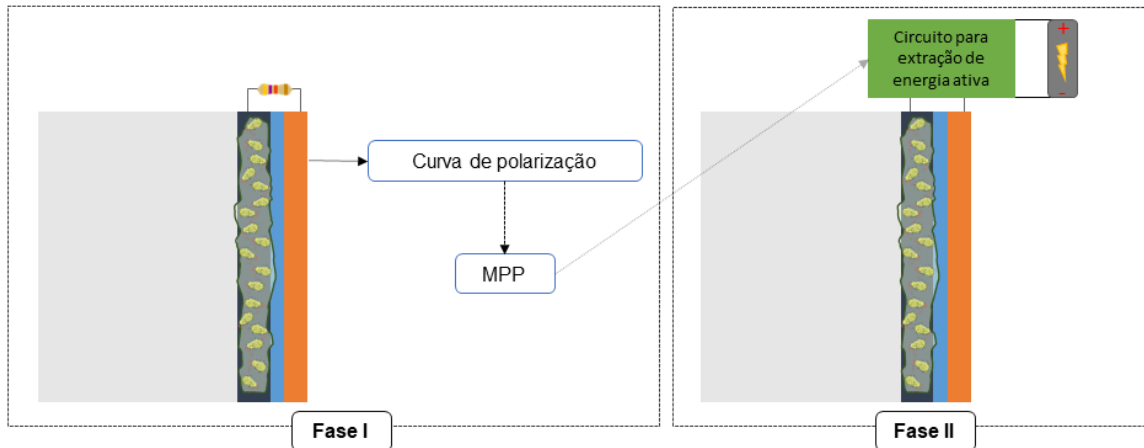 Curva de polarização
MPP
Fase I
Circuito para
extração de
energia ativa
+
-
Fase II